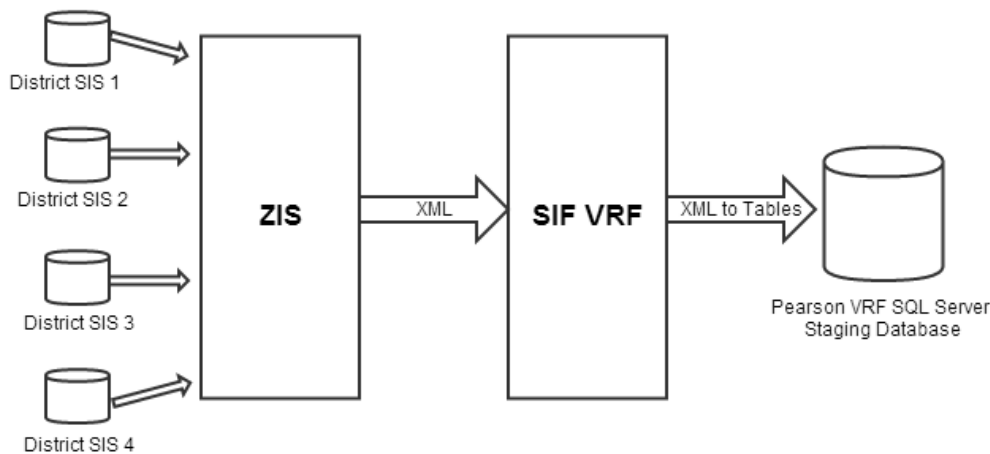 District SIS 1
District SIS 2
District SIS 3
District SIS 4
ZIS
XML
SIF VRF
XML to Tables
Pearson VRF SQL Server
Staging Database